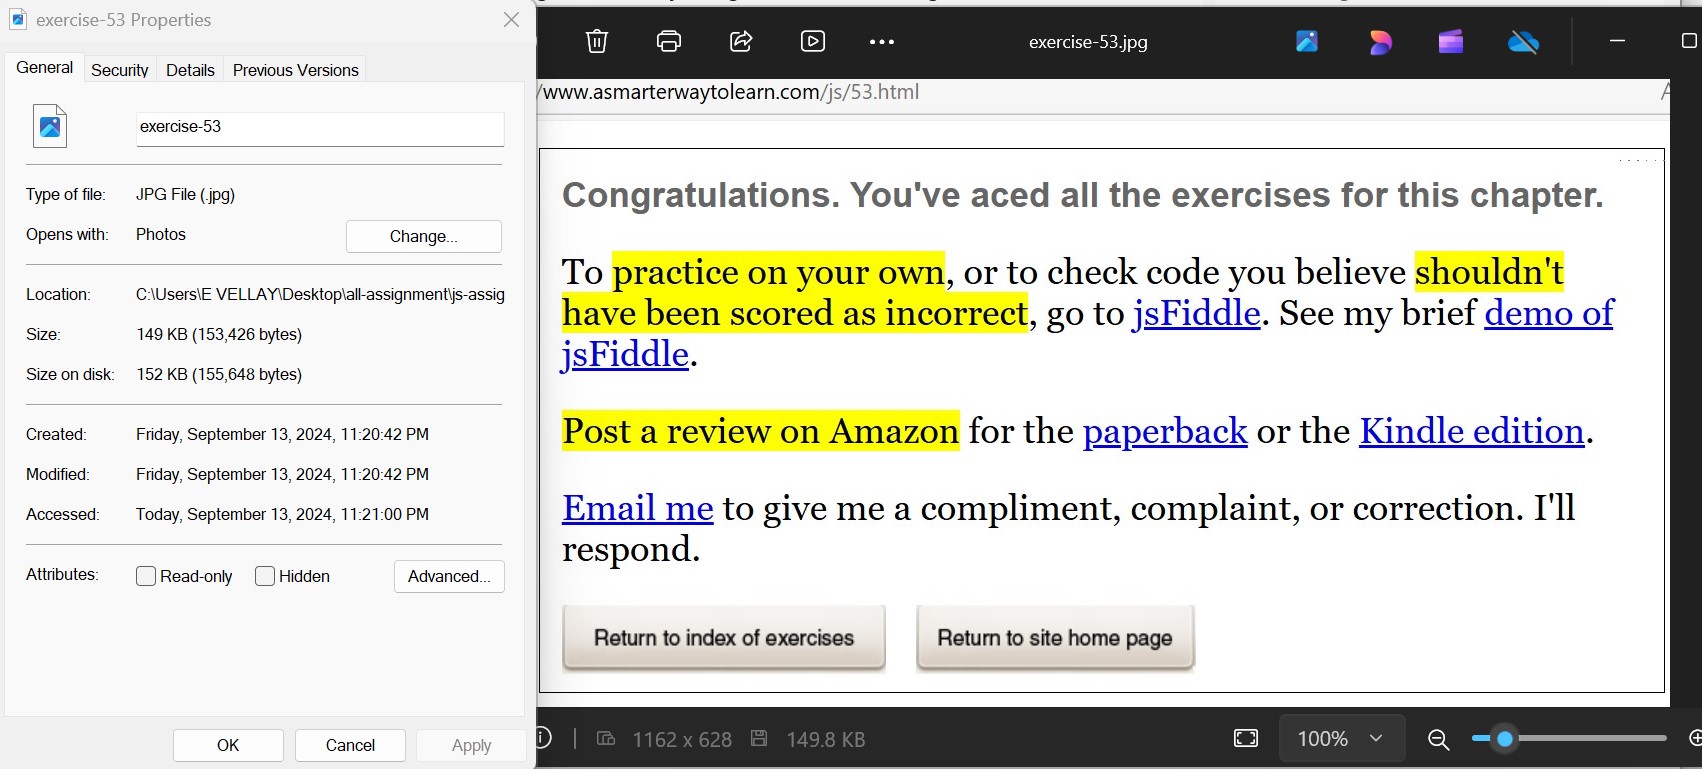 exercise-53 Properties
General Security Details Previous Versions
exercise-53
Type of file: JPG File (.jpg)
Opens with: Photos Change...
Location: C:\Users\E VELLAY\Desktop\all-assignment\js-assig
Size: 149 KB (153,426 bytes)
Size on disk: 152 KB (155,648 bytes)
Created: Friday, September 13, 2024, 11:20:42 PM
Modified: Friday, September 13, 2024, 11:20:42 PM
Accessed: Today, September 13, 2024, 11:21:00 PM
Attributes: Read-only Hidden Advanced...
OK Cancel Apply
exercise-53.jpg
/www.asmarterwaytolearn.com/js/53.html
Congratulations. You've aced all the exercises for this chapter.
To practice on your own, or to check code you believe shouldn't
have been scored as incorrect, go to jsFiddle. See my brief demo of
jsFiddle.
Post a review on Amazon for the paperback or the Kindle edition.
Email me to give me a compliment, complaint, or correction. I'll
respond.
Return to index of exercises Return to site home page
1162 x 628 149.8 KB 100%